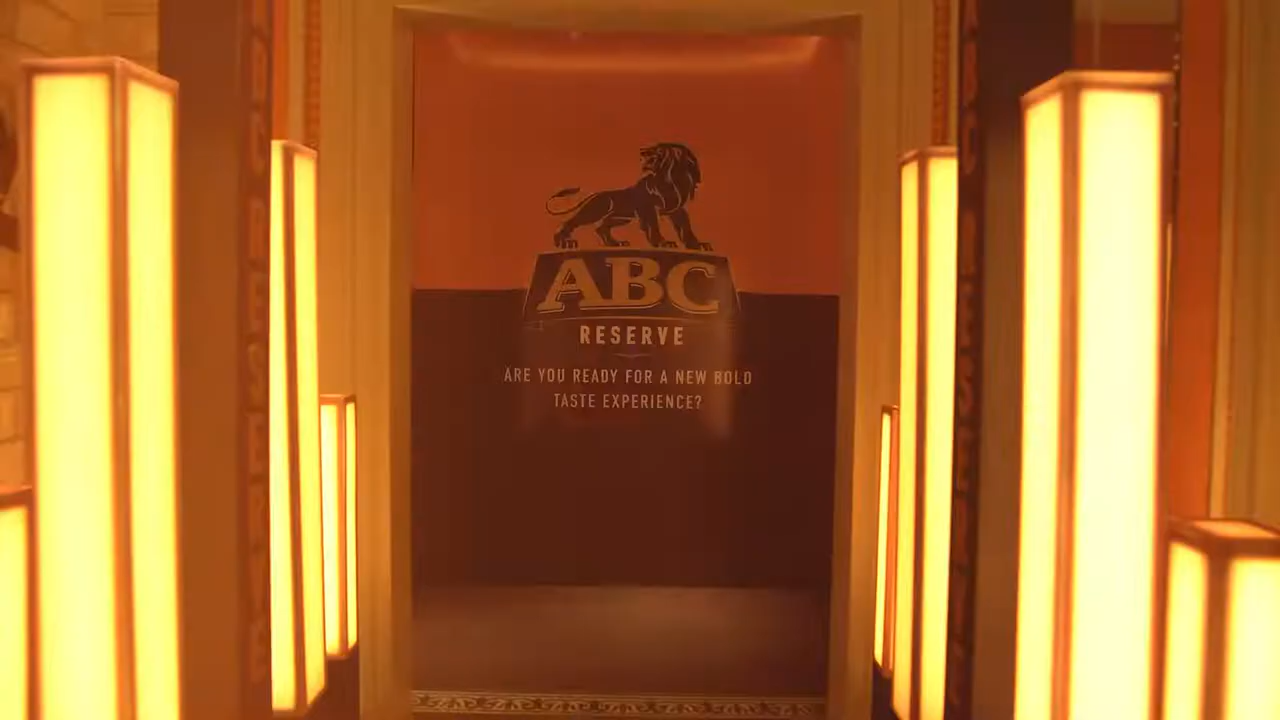 ABC
RESERVE
ARE YOU READY FOR A NEW BOLD
TASTE EXPERIENCE?